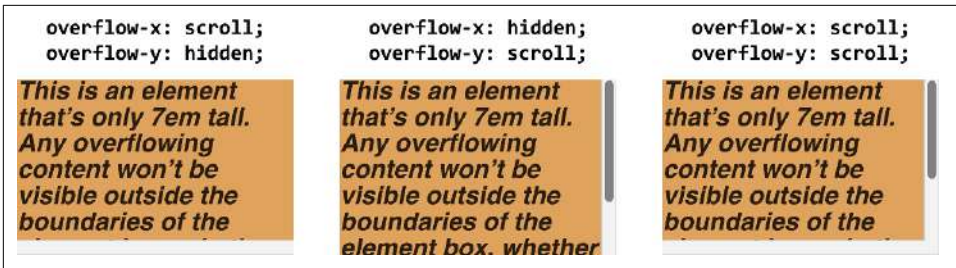 overflow-x: scroll;
overflow-y: hidden;
This is an element
that's only 7em tall.
Any overflowing
content won't be
visible outside the
boundaries of the
overflow-x: hidden;
overflow-y: scroll;
This is an element
that's only 7em tall.
Any overflowing
content won't be
visible outside the
boundaries of the
element box, whether
overflow-x: scroll;
overflow-y: scroll;
This is an element
that's only 7em tall.
Any overflowing
content won't be
visible outside the
boundaries of the